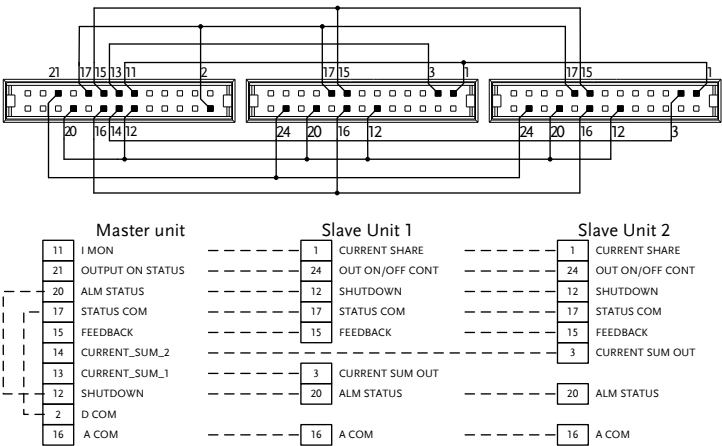 21 17 15 13 11 2 17 15 3 1 17 15 1
20 16 14 12 24 20 16 12 24 20 16 12 3
Master unit Slave Unit 1 Slave Unit 2
11 I MON 1 CURRENT SHARE 1 CURRENT SHARE
21 OUTPUT ON STATUS 24 OUT ON/OFF CONT 24 OUT ON/OFF CONT
20 ALM STATUS 12 SHUTDOWN 12 SHUTDOWN
17 STATUS COM 17 STATUS COM 17 STATUS COM
15 FEEDBACK 15 FEEDBACK 15 FEEDBACK
14 CURRENT_SUM_2 3 CURRENT SUM OUT
13 CURRENT_SUM_1 3 CURRENT SUM OUT
12 SHUTDOWN 20 ALM STATUS 20 ALM STATUS
2 D COM
16 A COM 16 A COM 16 A COM